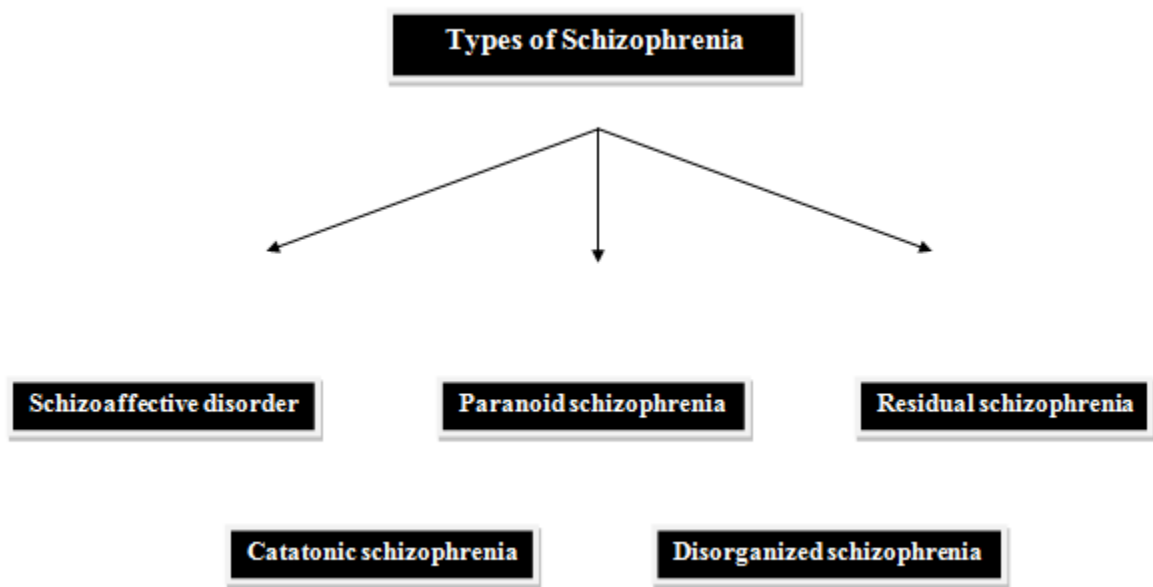 Types of Schizophrenia
Schizoaffective disorder
Paranoid schizophrenia
Residual schizophrenia
Catatonic schizophrenia
Disorganized schizophrenia